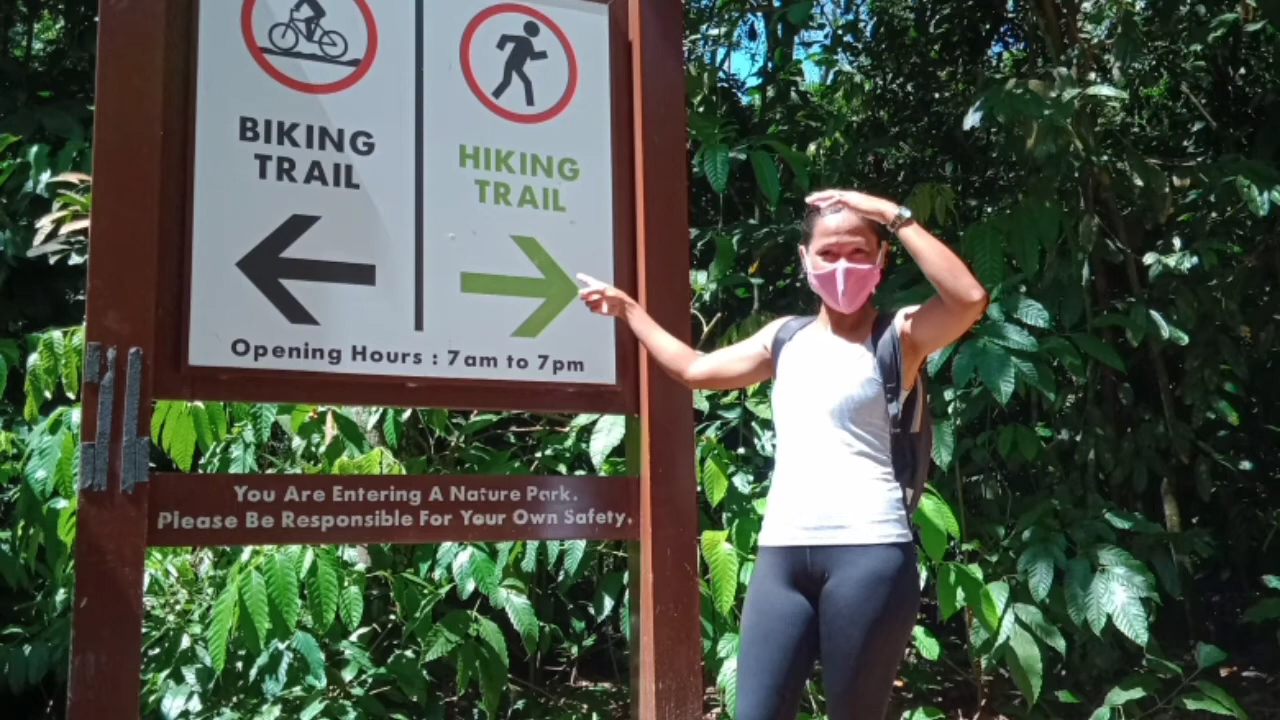 BIKING
TRAIL
HIKING
TRAIL
Opening Hours : 7am to 7pm
You Are Entering A Nature Park.
Please Be Responsible For Your Own Safety.